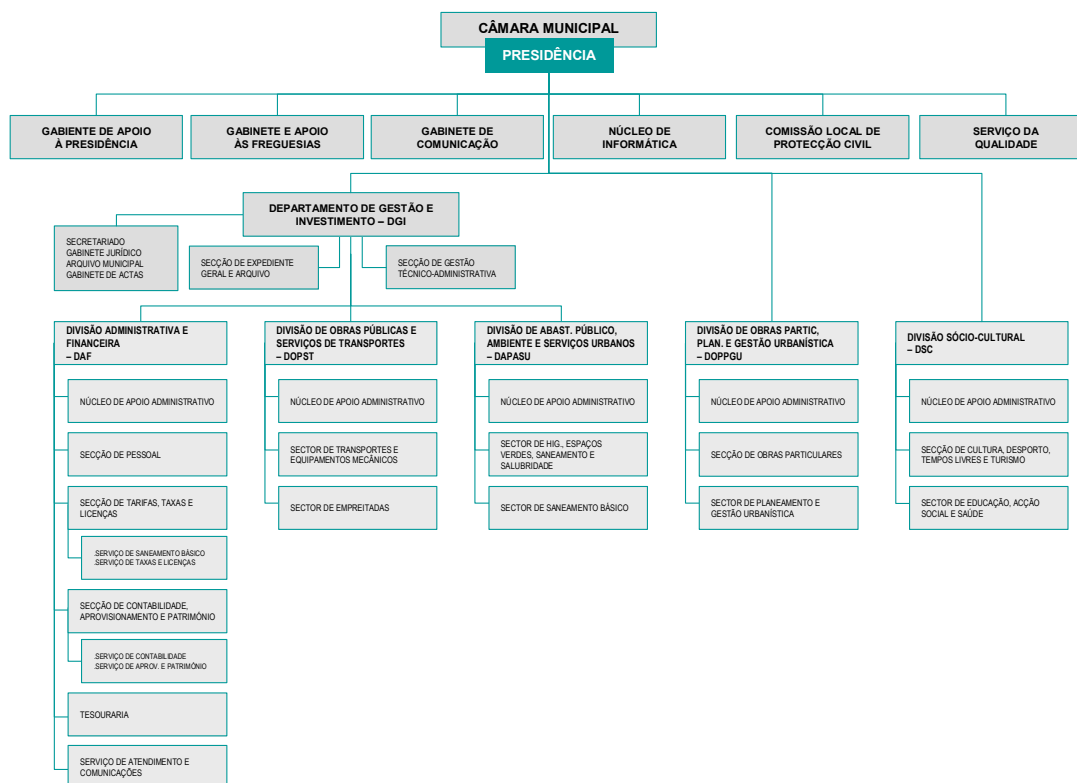 CÂMARA MUNICIPAL
PRESIDÊNCIA
GABIENTE DE APOIO
À PRESIDÊNCIA
GABINETE E APOIO
ÀS FREGUESIAS
GABINETE DE
COMUNICAÇÃO
NÚCLEO DE
INFORMÁTICA
COMISSÃO LOCAL DE
PROTECÇÃO CIVIL
SERVIÇO DA
QUALIDADE
DEPARTAMENTO DE GESTÃO E
INVESTIMENTO – DGI
SECRETARIADO
GABINETE JURÍDICO
ARQUIVO MUNICIPAL
GABINETE DE ACTAS
SECÇÃO DE EXPEDIENTE
GERAL E ARQUIVO
SECÇÃO DE GESTÃO
TÉCNICO-ADMINISTRATIVA
DIVISÃO ADMINISTRATIVA E
FINANCEIRA
– DAF
NÚCLEO DE APOIO ADMINISTRATIVO
SECÇÃO DE PESSOAL
SECÇÃO DE TARIFAS, TAXAS E
LICENÇAS
.SERVIÇO DE SANEAMENTO BÁSICO
.SERVIÇO DE TAXAS E LICENÇAS
SECÇÃO DE CONTABILIDADE,
APROVISIONAMENTO E PATRIMÓNIO
.SERVIÇO DE CONTABILIDADE
.SERVIÇO DE APROV. E PATRIMÓNIO
TESOURARIA
SERVIÇO DE ATENDIMENTO E
COMUNICAÇÕES
DIVISÃO DE OBRAS PÚBLICAS E
SERVIÇOS DE TRANSPORTES
– DOPST
NÚCLEO DE APOIO ADMINISTRATIVO
SECTOR DE TRANSPORTES E
EQUIPAMENTOS MECÂNICOS
SECTOR DE EMPREITADAS
DIVISÃO DE ABAST. PÚBLICO,
AMBIENTE E SERVIÇOS URBANOS
– DAPASU
NÚCLEO DE APOIO ADMINISTRATIVO
SECTOR DE HIG., ESPAÇOS
VERDES, SANEAMENTO E
SALUBRIDADE
SECTOR DE SANEAMENTO BÁSICO
DIVISÃO DE OBRAS PARTIC,
PLAN. E GESTÃO URBANÍSTICA
– DOPPGU
NÚCLEO DE APOIO ADMINISTRATIVO
SECÇÃO DE OBRAS PARTICULARES
SECTOR DE PLANEAMENTO E
GESTÃO URBANÍSTICA
DIVISÃO SÓCIO-CULTURAL
– DSC
NÚCLEO DE APOIO ADMINISTRATIVO
SECÇÃO DE CULTURA, DESPORTO,
TEMPOS LIVRES E TURISMO
SECTOR DE EDUCAÇÃO, ACÇÃO
SOCIAL E SAÚDE